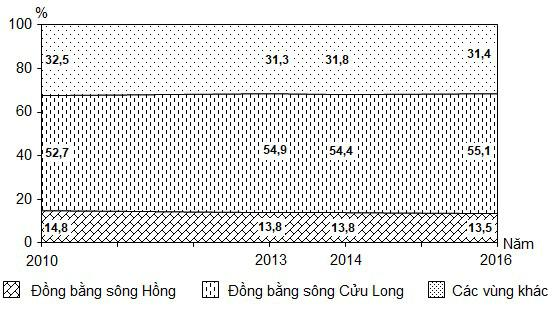 %
100
32,5 31,3 31,8 31,4
80
60
52,7 54,9 54,4 55,1
40
20
14,8 13,8 13,8 13,5
0 Năm
2010 2013 2014 2016
Đồng bằng sông Hồng Đồng bằng sông Cửu Long Các vùng khác